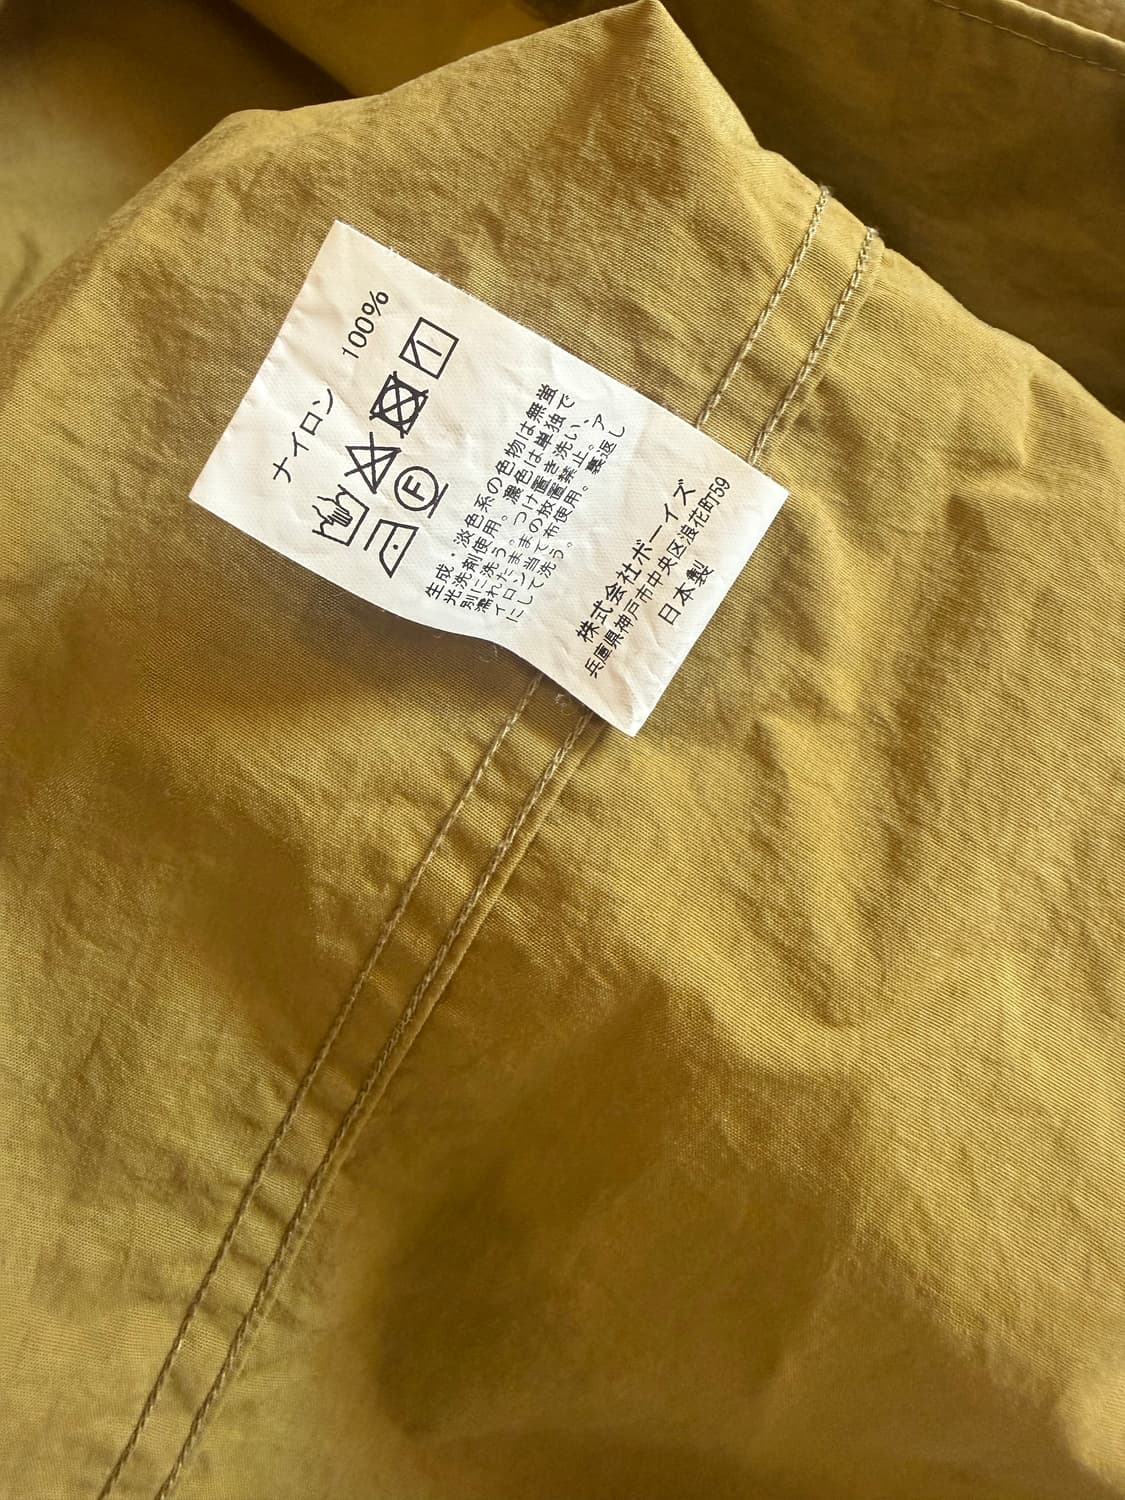 ナイロン 100%
F
生成・淡色系の色物は無蛍
光洗剤使用。濃色は単独で
別に洗う。つけ置き洗い、
濡れたままの放置禁止。ア
イロン当て布使用。裏返し
にして洗う。
株式会社ボーイズ
兵庫県神戸市中央区浪花町59
日本製